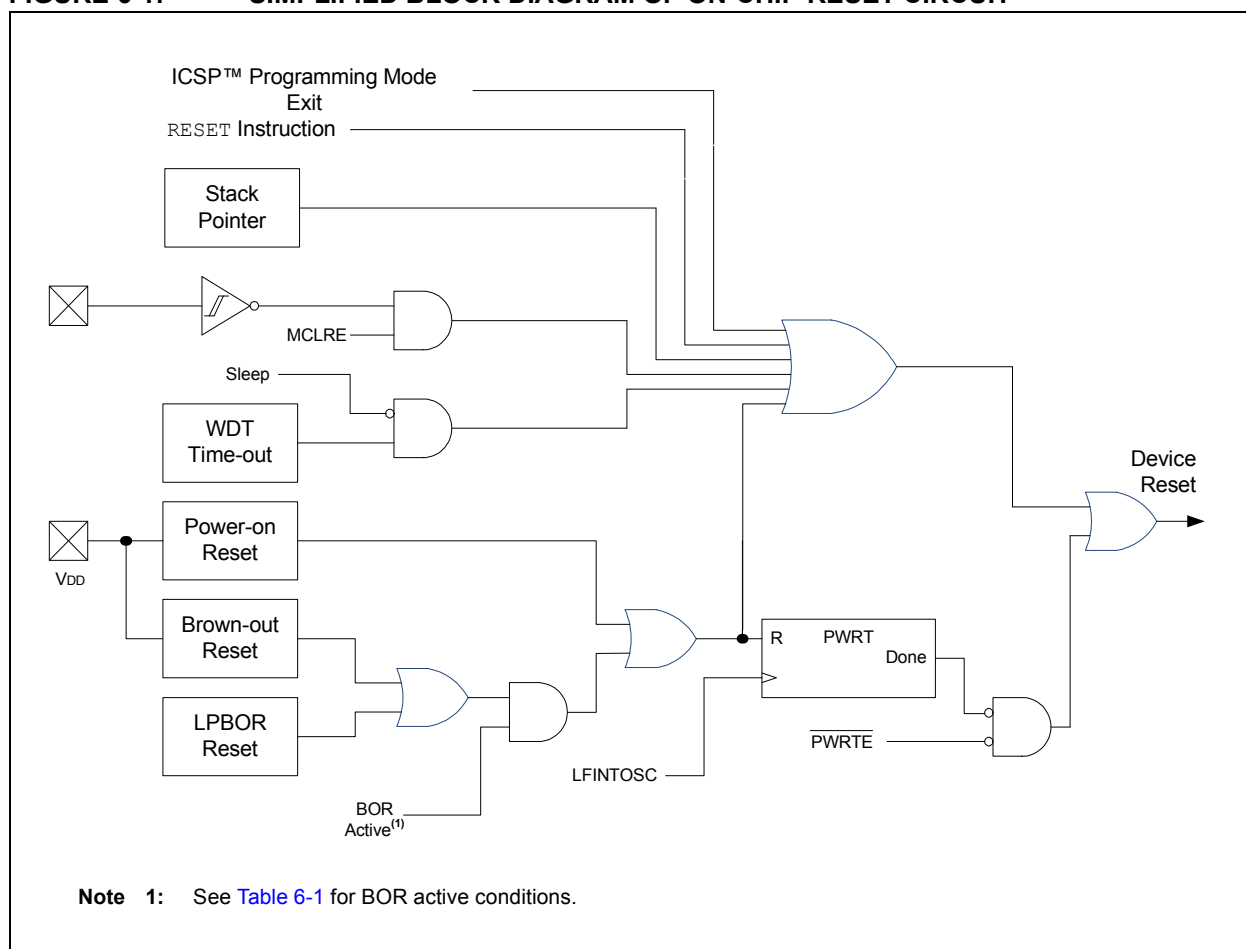 ICSP™ Programming Mode
Exit
RESET Instruction
Stack
Pointer
MCLRE
Sleep
WDT
Time-out
Device
Reset
Power-on
Reset
VDD
Brown-out
Reset
R PWRT
Done
LPBOR
Reset
PWRTE
LFINTOSC
BOR
Active(1)
Note 1: See Table 6-1 for BOR active conditions.